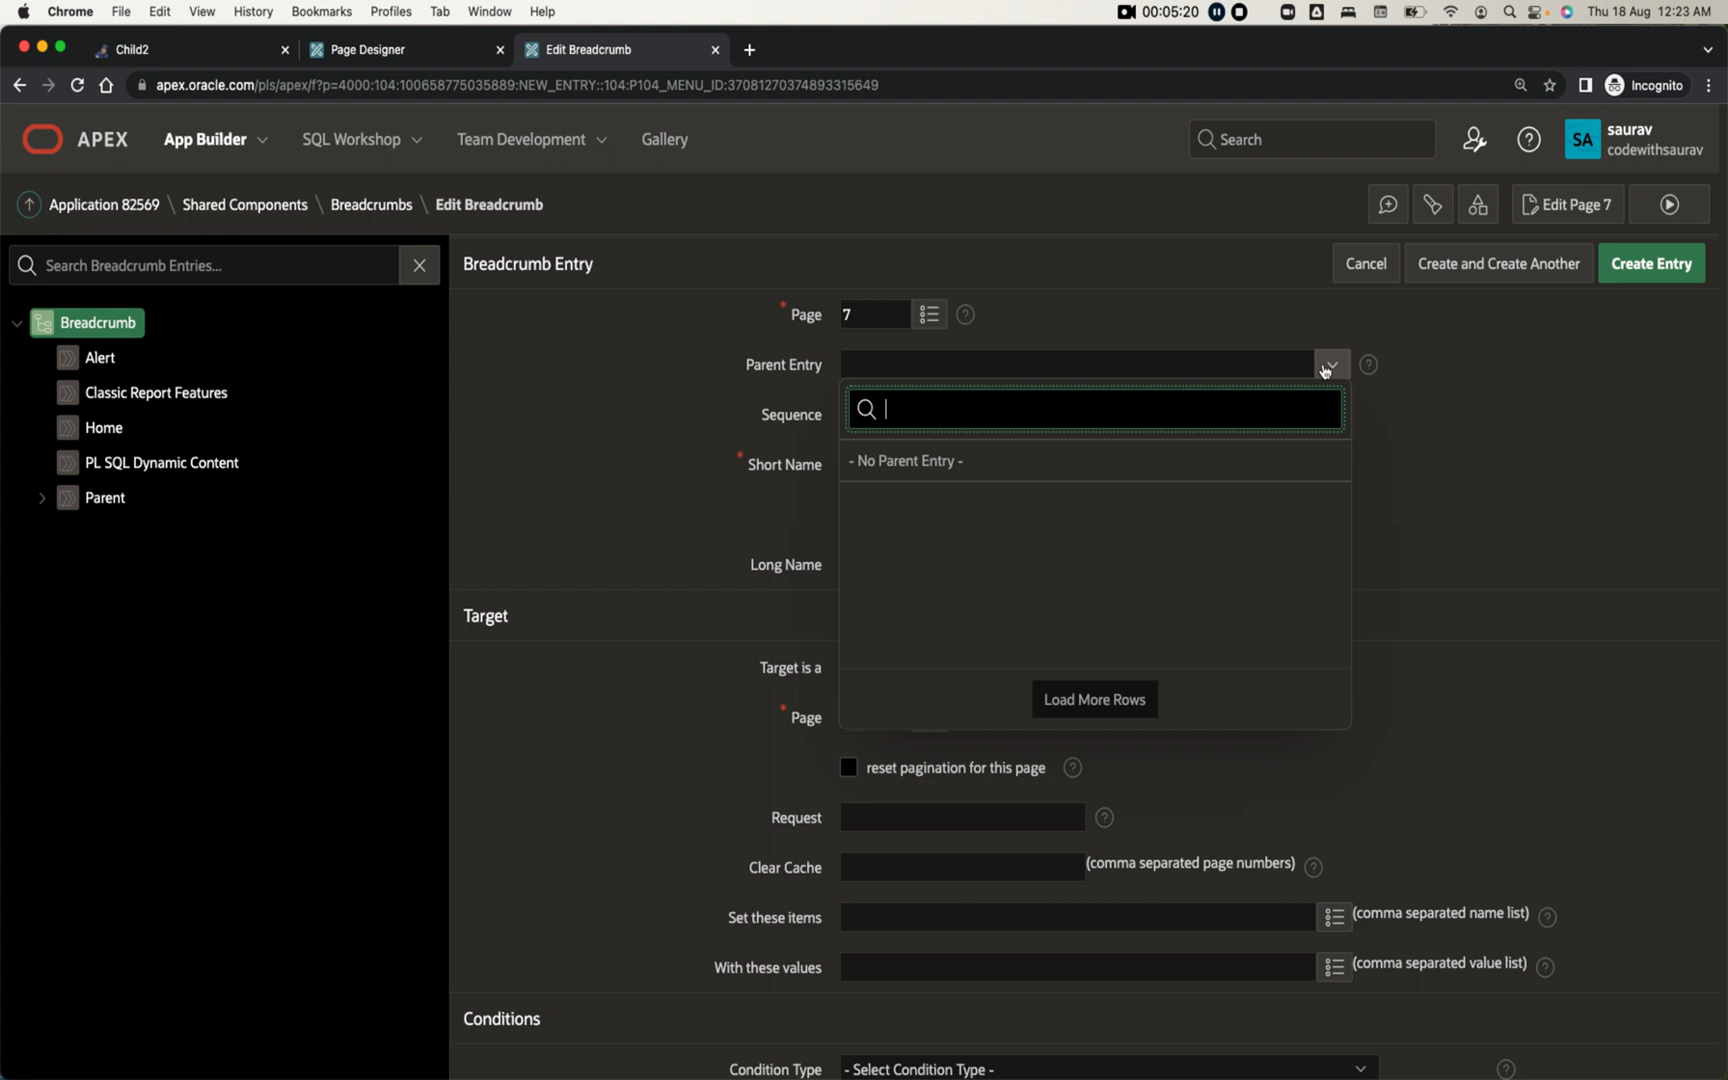 Chrome File Edit View History Bookmarks Profiles Tab Window Help 00:05:20 Thu 18 Aug 12:23 AM
Child2 Page Designer Edit Breadcrumb
apex.oracle.com/pls/apex/f?p=4000:104:100658775035889:NEW_ENTRY::104:P104_MENU_ID:37081270374893315649 Incognito
APEX App Builder SQL Workshop Team Development Gallery Search SA saurav
codewithsaurav
Application 82569 \ Shared Components \ Breadcrumbs \ Edit Breadcrumb Edit Page 7
Search Breadcrumb Entries...
Breadcrumb
Alert
Classic Report Features
Home
PL SQL Dynamic Content
Parent
Breadcrumb Entry Cancel Create and Create Another Create Entry
* Page 7
Parent Entry
- No Parent Entry -
Load More Rows
Sequence
* Short Name
Long Name
Target
Target is a
* Page
reset pagination for this page
Request
Clear Cache (comma separated page numbers)
Set these items (comma separated name list)
With these values (comma separated value list)
Conditions
Condition Type - Select Condition Type -